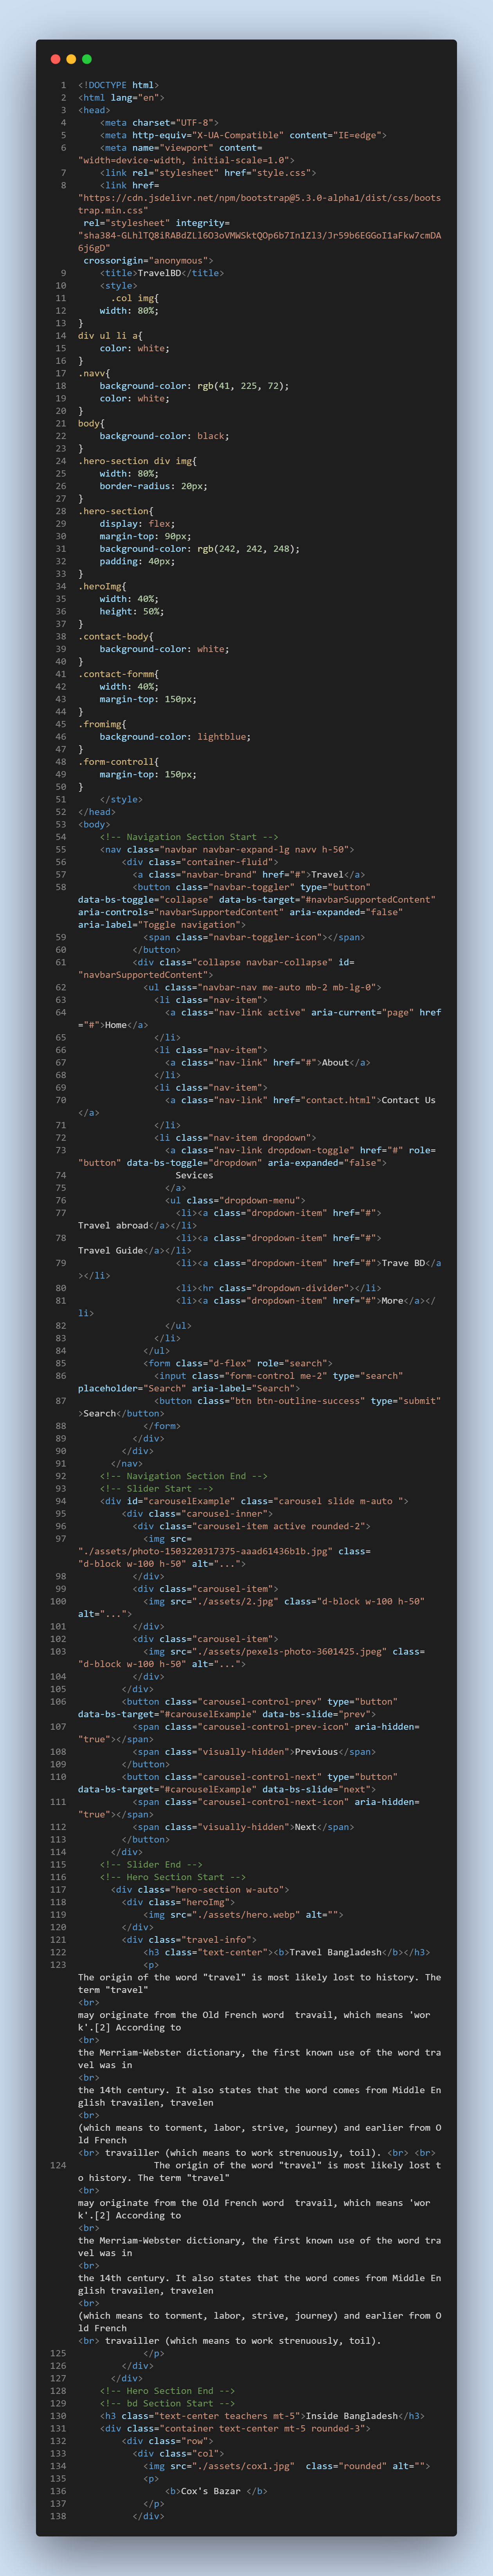 1 <!DOCTYPE html>
2 <html lang="en">
3 <head>
4 <meta charset="UTF-8">
5 <meta http-equiv="X-UA-Compatible" content="IE=edge">
6 <meta name="viewport" content=
"width=device-width, initial-scale=1.0">
7 <link rel="stylesheet" href="style.css">
8 <link href=
"https://cdn.jsdelivr.net/npm/bootstrap@5.3.0-alpha1/dist/css/boots
trap.min.css"
rel="stylesheet" integrity=
"sha384-GLhlTQ8iRABdZLl6O3oVMWSktQOp6b7In1Zl3/Jr59b6EGGoI1aFkw7cmDA
6j6gD"
crossorigin="anonymous">
9 <title>TravelBD</title>
10 <style>
11 .col img{
12 width: 80%;
13 }
14 div ul li a{
15 color: white;
16 }
17 .navv{
18 background-color: rgb(41, 225, 72);
19 color: white;
20 }
21 body{
22 background-color: black;
23 }
24 .hero-section div img{
25 width: 80%;
26 border-radius: 20px;
27 }
28 .hero-section{
29 display: flex;
30 margin-top: 90px;
31 background-color: rgb(242, 242, 248);
32 padding: 40px;
33 }
34 .heroImg{
35 width: 40%;
36 height: 50%;
37 }
38 .contact-body{
39 background-color: white;
40 }
41 .contact-formm{
42 width: 40%;
43 margin-top: 150px;
44 }
45 .fromimg{
46 background-color: lightblue;
47 }
48 .form-controll{
49 margin-top: 150px;
50 }
51 </style>
52 </head>
53 <body>
54 <!-- Navigation Section Start -->
55 <nav class="navbar navbar-expand-lg navv h-50">
56 <div class="container-fluid">
57 <a class="navbar-brand" href="#">Travel</a>
58 <button class="navbar-toggler" type="button"
data-bs-toggle="collapse" data-bs-target="#navbarSupportedContent"
aria-controls="navbarSupportedContent" aria-expanded="false"
aria-label="Toggle navigation">
59 <span class="navbar-toggler-icon"></span>
60 </button>
61 <div class="collapse navbar-collapse" id=
"navbarSupportedContent">
62 <ul class="navbar-nav me-auto mb-2 mb-lg-0">
63 <li class="nav-item">
64 <a class="nav-link active" aria-current="page" href
="#">Home</a>
65 </li>
66 <li class="nav-item">
67 <a class="nav-link" href="#">About</a>
68 </li>
69 <li class="nav-item">
70 <a class="nav-link" href="contact.html">Contact Us
</a>
71 </li>
72 <li class="nav-item dropdown">
73 <a class="nav-link dropdown-toggle" href="#" role=
"button" data-bs-toggle="dropdown" aria-expanded="false">
74 Sevices
75 </a>
76 <ul class="dropdown-menu">
77 <li><a class="dropdown-item" href="#">
Travel abroad</a></li>
78 <li><a class="dropdown-item" href="#">
Travel Guide</a></li>
79 <li><a class="dropdown-item" href="#">Trave BD</a
></li>
80 <li><hr class="dropdown-divider"></li>
81 <li><a class="dropdown-item" href="#">More</a></
li>
82 </ul>
83 </li>
84 </ul>
85 <form class="d-flex" role="search">
86 <input class="form-control me-2" type="search"
placeholder="Search" aria-label="Search">
87 <button class="btn btn-outline-success" type="submit"
>Search</button>
88 </form>
89 </div>
90 </div>
91 </nav>
92 <!-- Navigation Section End -->
93 <!-- Slider Start -->
94 <div id="carouselExample" class="carousel slide m-auto ">
95 <div class="carousel-inner">
96 <div class="carousel-item active rounded-2">
97 <img src=
"./assets/photo-1503220317375-aaad61436b1b.jpg" class=
"d-block w-100 h-50" alt="...">
98 </div>
99 <div class="carousel-item">
100 <img src="./assets/2.jpg" class="d-block w-100 h-50"
alt="...">
101 </div>
102 <div class="carousel-item">
103 <img src="./assets/pexels-photo-3601425.jpeg" class=
"d-block w-100 h-50" alt="...">
104 </div>
105 </div>
106 <button class="carousel-control-prev" type="button"
data-bs-target="#carouselExample" data-bs-slide="prev">
107 <span class="carousel-control-prev-icon" aria-hidden=
"true"></span>
108 <span class="visually-hidden">Previous</span>
109 </button>
110 <button class="carousel-control-next" type="button"
data-bs-target="#carouselExample" data-bs-slide="next">
111 <span class="carousel-control-next-icon" aria-hidden=
"true"></span>
112 <span class="visually-hidden">Next</span>
113 </button>
114 </div>
115 <!-- Slider End -->
116 <!-- Hero Section Start -->
117 <div class="hero-section w-auto">
118 <div class="heroImg">
119 <img src="./assets/hero.webp" alt="">
120 </div>
121 <div class="travel-info">
122 <h3 class="text-center"><b>Travel Bangladesh</b></h3>
123 <p>
The origin of the word "travel" is most likely lost to history. The
term "travel"
<br>
may originate from the Old French word  travail, which means 'wor
k'.[2] According to
<br>
the Merriam-Webster dictionary, the first known use of the word tra
vel was in
<br>
the 14th century. It also states that the word comes from Middle En
glish travailen, travelen
<br>
(which means to torment, labor, strive, journey) and earlier from O
ld French
<br> travailler (which means to work strenuously, toil). <br> <br>
124 The origin of the word "travel" is most likely lost t
o history. The term "travel"
<br>
may originate from the Old French word  travail, which means 'wor
k'.[2] According to
<br>
the Merriam-Webster dictionary, the first known use of the word tra
vel was in
<br>
the 14th century. It also states that the word comes from Middle En
glish travailen, travelen
<br>
(which means to torment, labor, strive, journey) and earlier from O
ld French
<br> travailler (which means to work strenuously, toil).
125 </p>
126 </div>
127 </div>
128 <!-- Hero Section End -->
129 <!-- bd Section Start -->
130 <h3 class="text-center teachers mt-5">Inside Bangladesh</h3>
131 <div class="container text-center mt-5 rounded-3">
132 <div class="row">
133 <div class="col">
134 <img src="./assets/cox1.jpg"  class="rounded" alt="">
135 <p>
136 <b>Cox's Bazar </b>
137 </p>
138 </div>